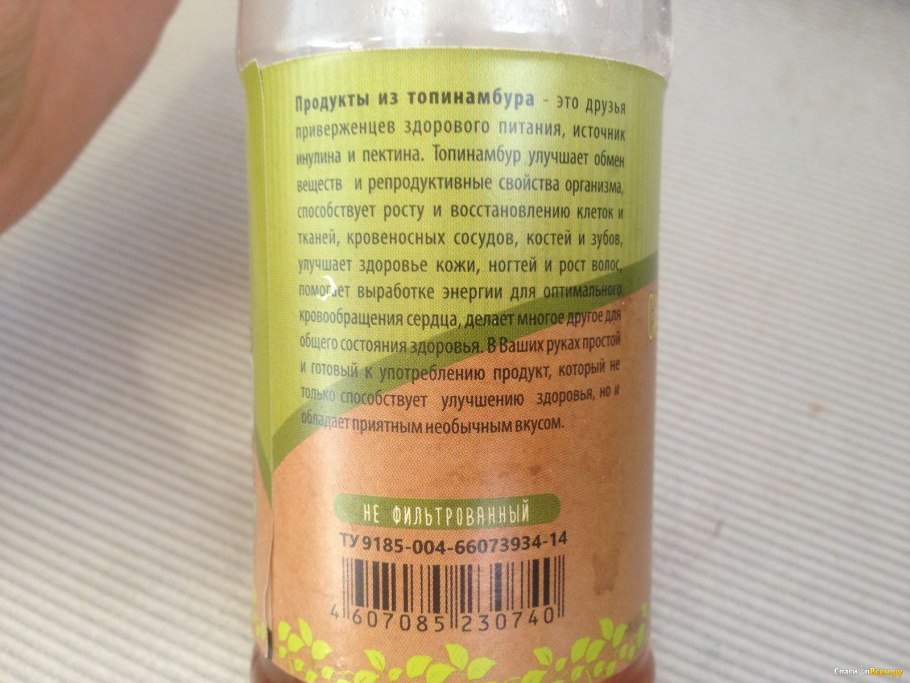 Продукты из топинамбура - это друзья
приверженцев здорового питания, источник
инулина и пектина. Топинамбур улучшает обмен
веществ и репродуктивные свойства организма,
способствует росту и восстановлению клеток и
тканей, кровеносных сосудов, костей и зубов,
улучшает здоровье кожи, ногтей и рост волос,
помогает выработке энергии для оптимального
кровообращения сердца, делает многое другое для
общего состояния здоровья. В Ваших руках простой
и готовый к употреблению продукт, который не
только способствует улучшению здоровья, но и
обладает приятным необычным вкусом.
НЕ ФИЛЬТРОВАННЫЙ
ТУ 9185-004-66073934-14
4 607085 230740